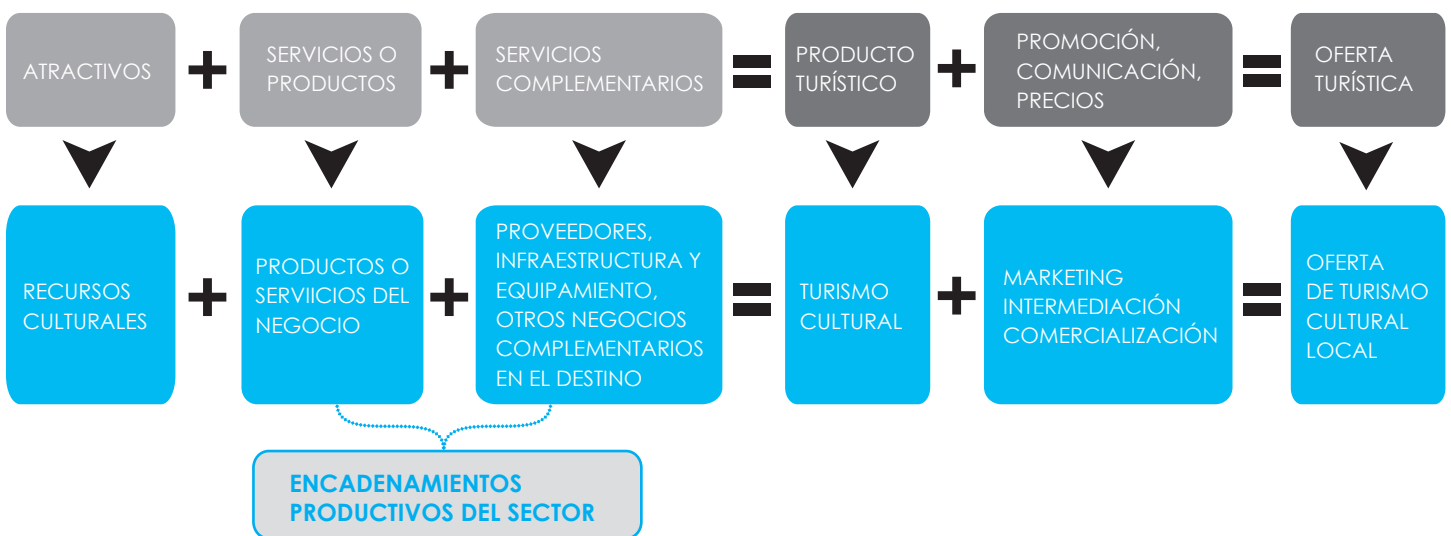 ATRACTIVOS
+
SERVICIOS O
PRODUCTOS
+
SERVICIOS
COMPLEMENTARIOS
=
PRODUCTO
TURÍSTICO
+
PROMOCIÓN,
COMUNICACIÓN,
PRECIOS
=
OFERTA
TURÍSTICA
RECURSOS
CULTURALES
+
PRODUCTOS O
SERVIICIOS DEL
NEGOCIO
+
PROVEEDORES,
INFRAESTRUCTURA Y
EQUIPAMIENTO,
OTROS NEGOCIOS
COMPLEMENTARIOS
EN EL DESTINO
=
TURISMO
CULTURAL
+
MARKETING
INTERMEDIACIÓN
COMERCIALIZACIÓN
=
OFERTA
DE TURISMO
CULTURAL
LOCAL
ENCADENAMIENTOS
PRODUCTIVOS DEL SECTOR